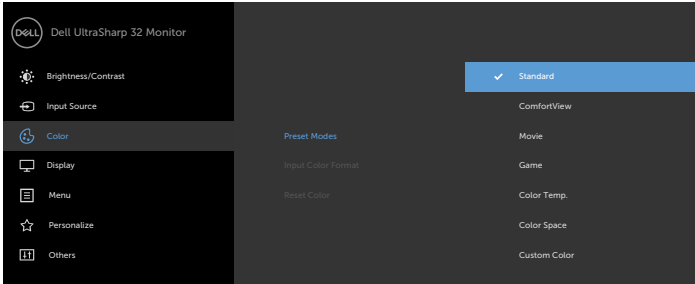 DELL
Dell UltraSharp 32 Monitor
Brightness/Contrast
Input Source
Color
Display
Menu
Personalize
Others
Preset Modes
Input Color Format
Reset Color
Standard
ComfortView
Movie
Game
Color Temp.
Color Space
Custom Color